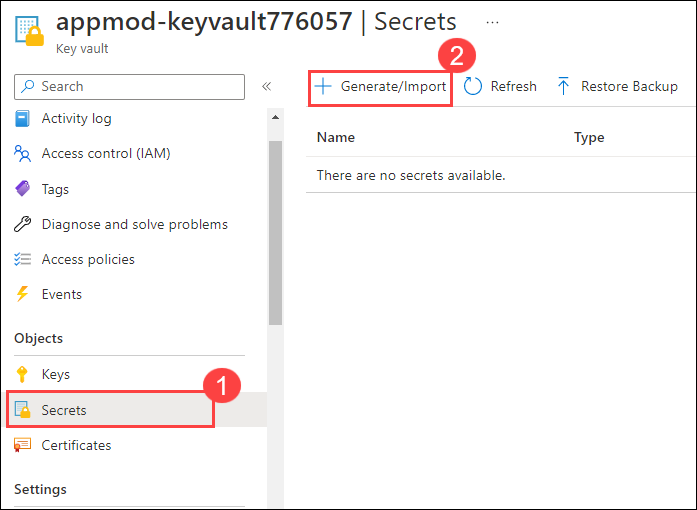 appmod-keyvault776057 | Secrets ...
Key vault
2
Search «
Generate/Import Refresh Restore Backup
Activity log
Access control (IAM)
Tags
Diagnose and solve problems
Access policies
Events
Objects
Keys
1
Secrets
Certificates
Settings
Name Type
There are no secrets available.